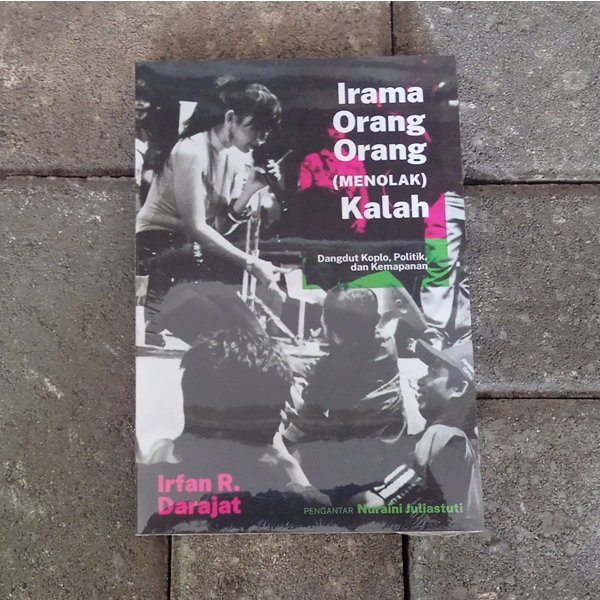 Irama
Orang
Orang
(MENOLAK)
Kalah
Dangdut Koplo, Politik,
dan Kemapanan
Irfan R.
Darajat
PENGANTAR Nuraini Juliastuti